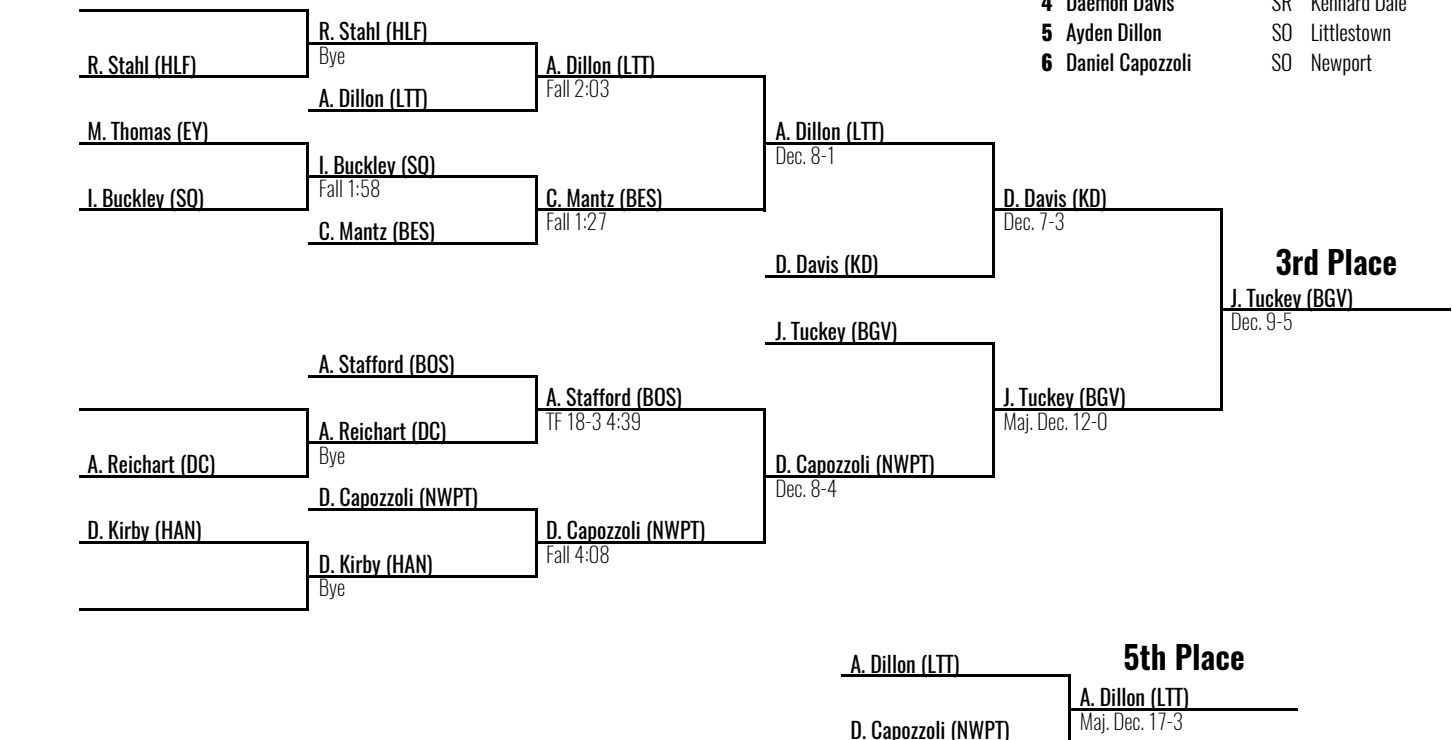 4 Daemon Davis SR Kennard Dale
5 Ayden Dillon SO Littlestown
6 Daniel Capozzoli SO Newport
R. Stahl (HLF)
R. Stahl (HLF)
Bye
A. Dillon (LTT)
M. Thomas (EY)
I. Buckley (SQ)
I. Buckley (SQ)
Fall 1:58
C. Mantz (BES)
A. Dillon (LTT)
Fall 2:03
C. Mantz (BES)
Fall 1:27
A. Dillon (LTT)
Dec. 8-1
D. Davis (KD)
D. Davis (KD)
Dec. 7-3
3rd Place
J. Tuckey (BGV)
Dec. 9-5
J. Tuckey (BGV)
J. Tuckey (BGV)
Maj. Dec. 12-0
A. Stafford (BOS)
A. Reichart (DC)
A. Reichart (DC)
Bye
A. Stafford (BOS)
TF 18-3 4:39
D. Capozzoli (NWPT)
D. Kirby (HAN)
D. Kirby (HAN)
Bye
D. Capozzoli (NWPT)
Fall 4:08
D. Capozzoli (NWPT)
Dec. 8-4
5th Place
A. Dillon (LTT)
A. Dillon (LTT)
Maj. Dec. 17-3
D. Capozzoli (NWPT)